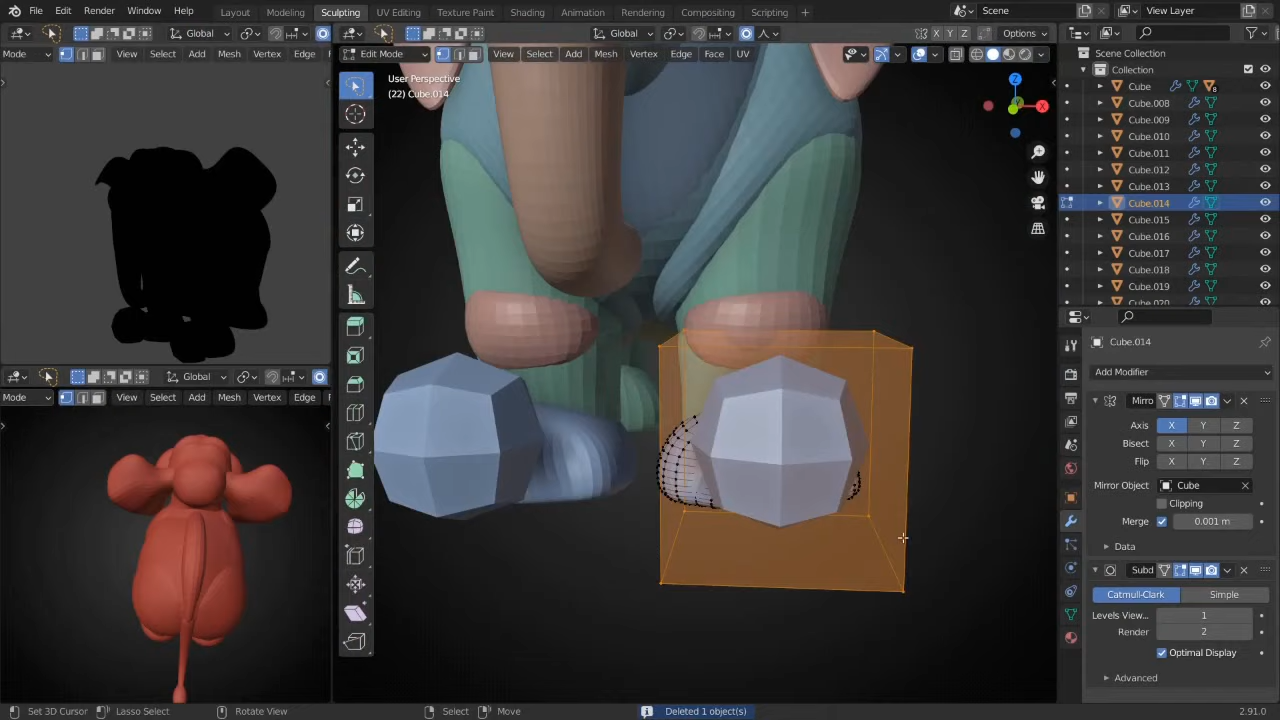 File Edit Render Window Help Layout Modeling Sculpting UV Editing Texture Paint Shading Animation Rendering Compositing Scripting + Scene View Layer
Global Global Options
X Y Z
Mode View Select Add Mesh Vertex Edge F
Edit Mode View Select Add Mesh Vertex Edge Face UV
User Perspective
(22) Cube.014
Z
X
Y
Scene Collection
Collection
Cube
8
Cube.008
Cube.009
Cube.010
Cube.011
Cube.012
Cube.013
Cube.014
Cube.015
Cube.016
Cube.017
Cube.018
Cube.019
Cube.020
Global
Mode View Select Add Mesh Vertex Edge F
Cube.014
Add Modifier
Mirro
Axis X Y Z
Bisect X Y Z
Flip X Y Z
Mirror Object Cube
Clipping
Merge 0.001 m
Data
Subd
Catmull-Clark Simple
Levels View... 1
Render 2
Optimal Display
Advanced
Set 3D Cursor Lasso Select Rotate View Select Move Deleted 1 object(s) 2.91.0